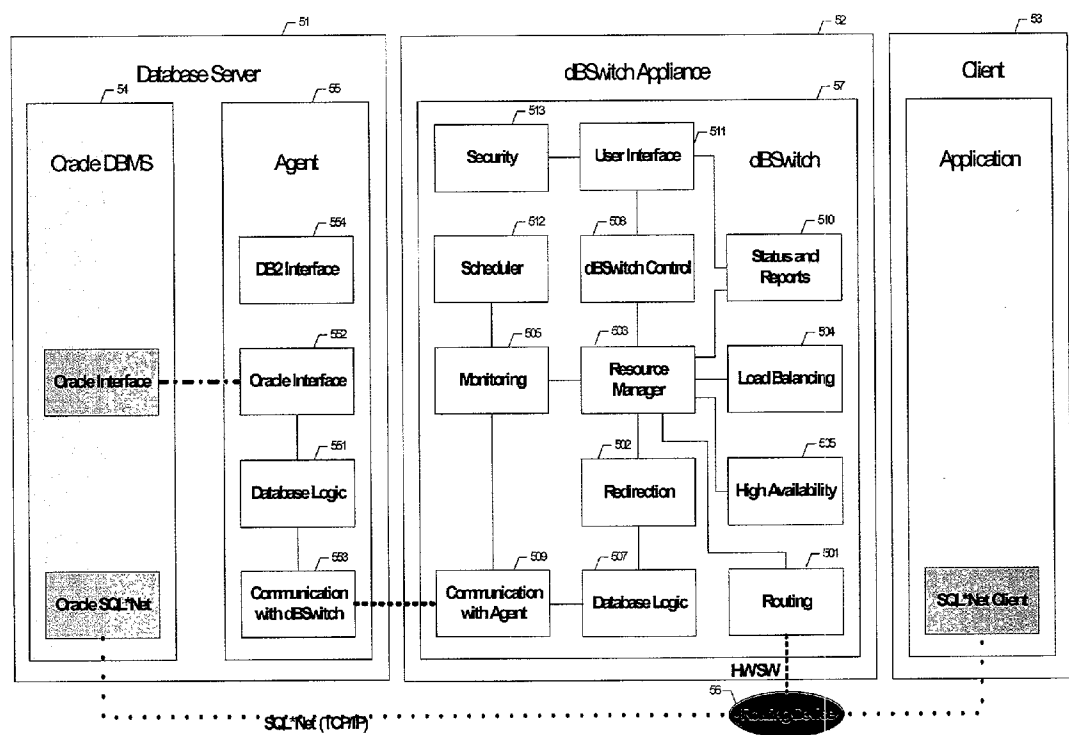 51
52
53
Database Server
dBSwitch Appliance
Client
54
55
57
Oracle DBMS
Agent
dBSwitch
Application
513
Security
User Interface
511
554
DB2 Interface
512
Scheduler
508
dBSwitch Control
510
Status and
Reports
Oracle Interface
552
Oracle Interface
505
Monitoring
503
Resource
Manager
504
Load Balancing
551
Database Logic
502
Redirection
505
High Availability
Oracle SQL*Net
553
Communication
with dBSwitch
509
Communication
with Agent
507
Database Logic
501
Routing
SQL*Net Client
HWSW
56
Routing Device
SQL*Net (TCP/IP)